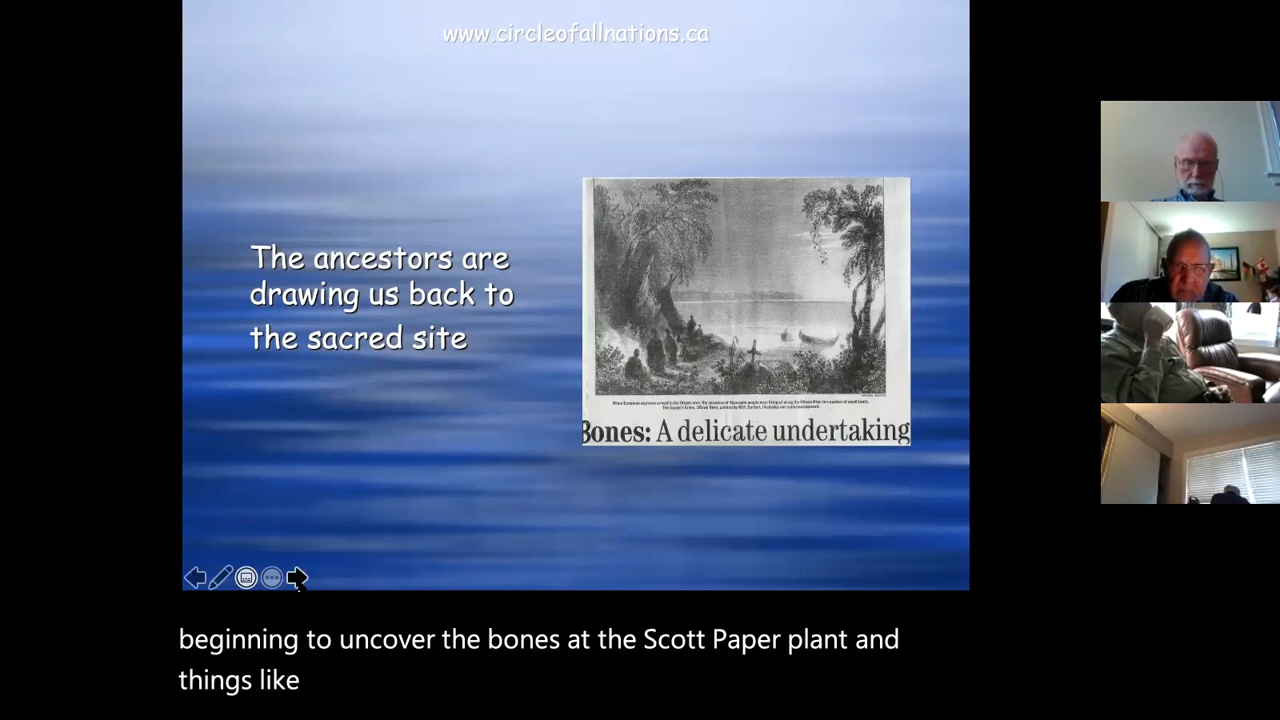 www.circleofallnations.ca
The ancestors are
drawing us back to
the sacred site
Bones: A delicate undertaking
beginning to uncover the bones at the Scott Paper plant and
things like